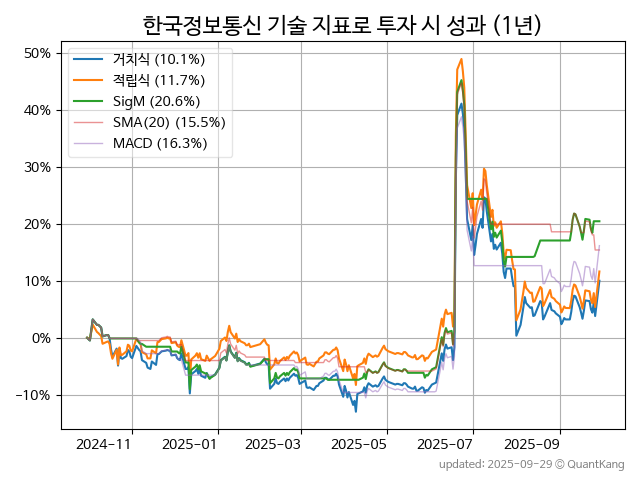 한국정보통신 기술 지표로 투자 시 성과 (1년)
50%
40%
30%
20%
10%
0%
−10%
거치식 (10.1%)
적립식 (11.7%)
SigM (20.6%)
SMA(20) (15.5%)
MACD (16.3%)
2024−11 2025−01 2025−03 2025−05 2025−07 2025−09
updated: 2025-09-29 © QuantKang